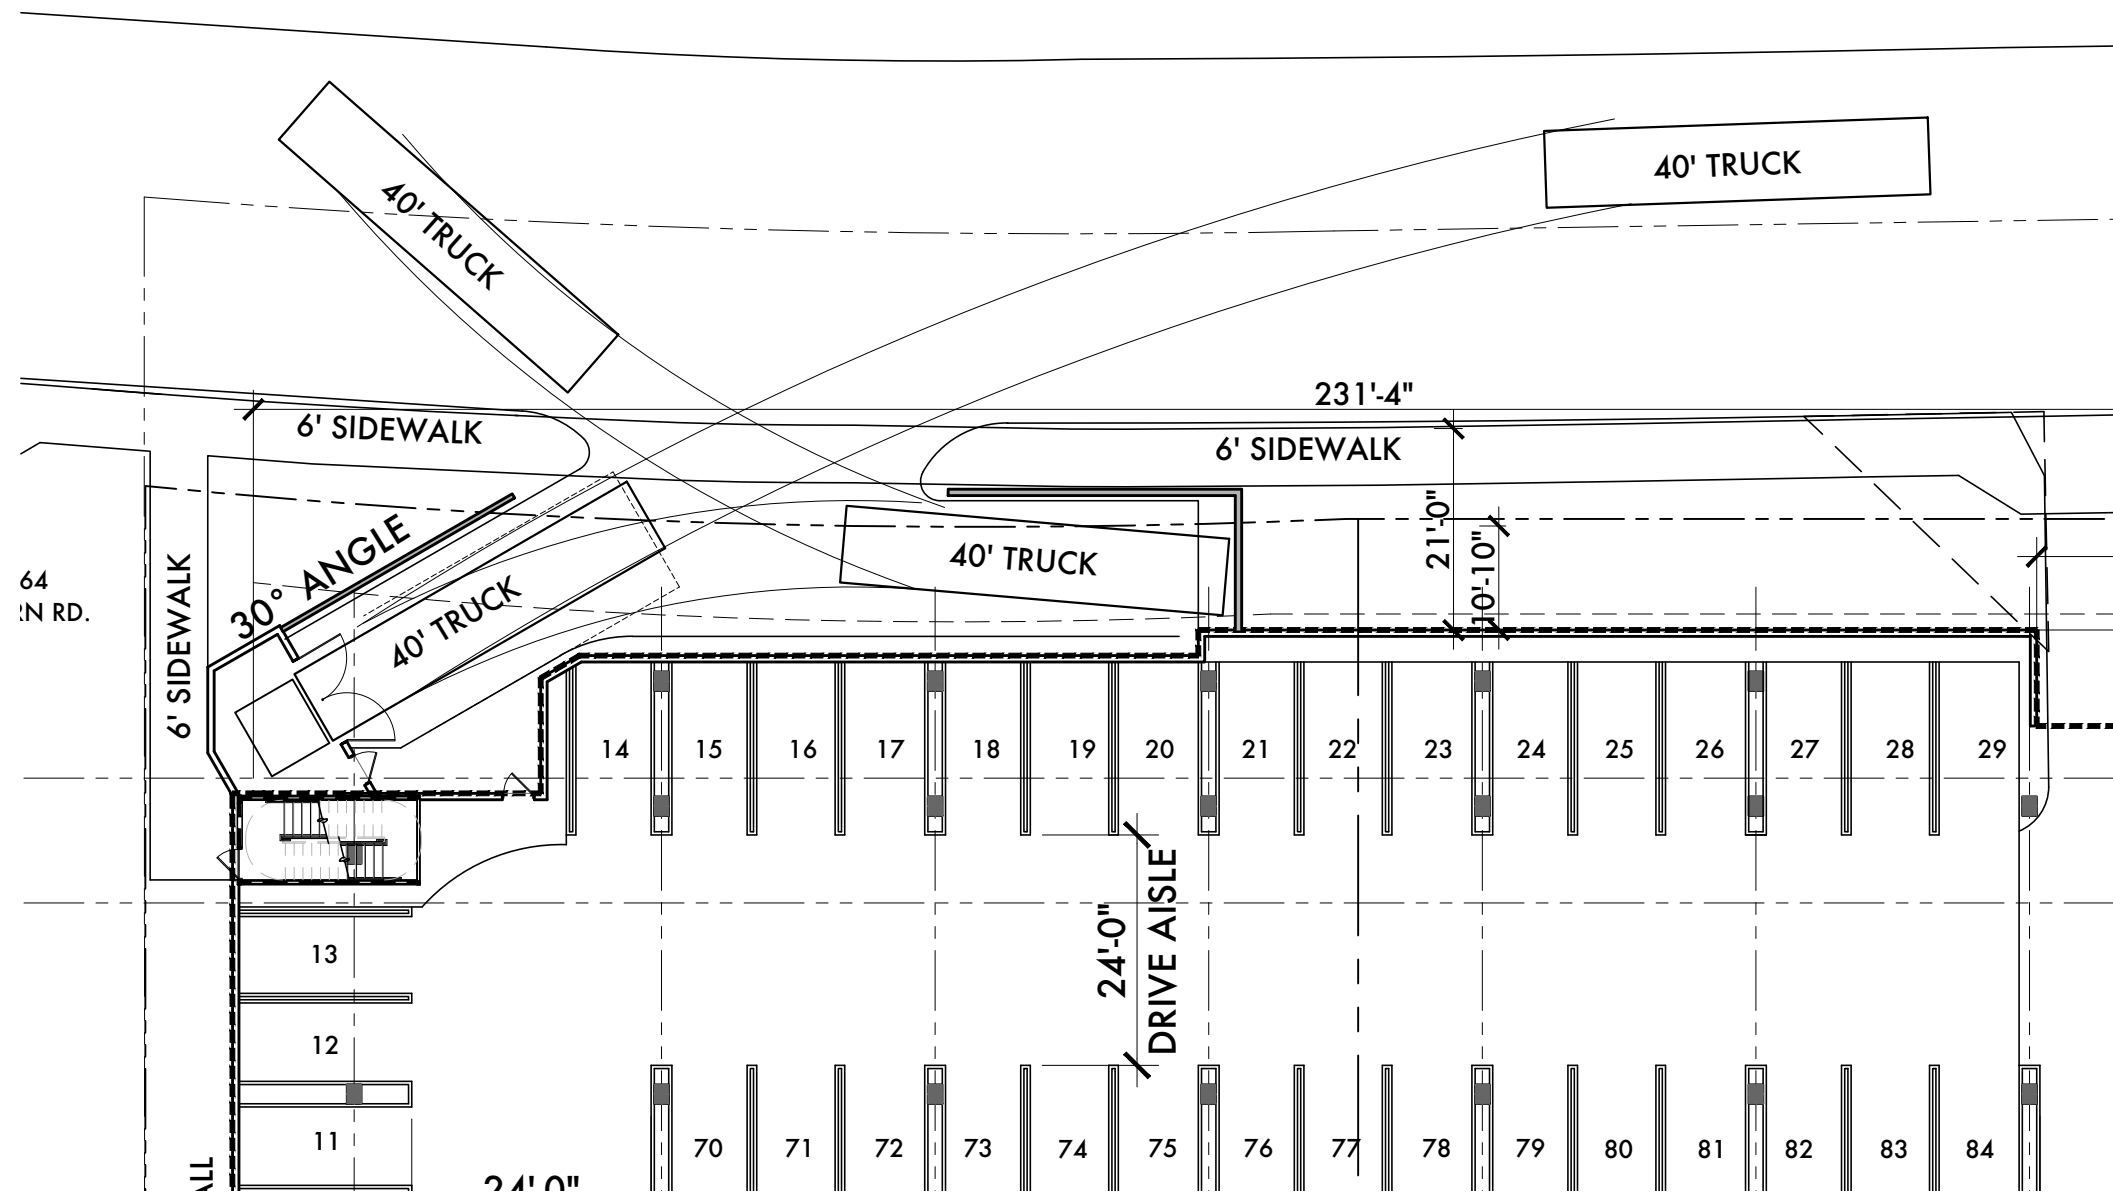 40' TRUCK
40' TRUCK
231'-4"
6' SIDEWALK
6' SIDEWALK
30° ANGLE
40' TRUCK
40' TRUCK
21'-0"
10'-10"
6' SIDEWALK
64
RN RD.
14 15 16 17 18 19 20 21 22 23 24 25 26 27 28 29
24'-0"
DRIVE AISLE
13
12
11
70 71 72 73 74 75 76 77 78 79 80 81 82 83 84
24'-0"
ALL